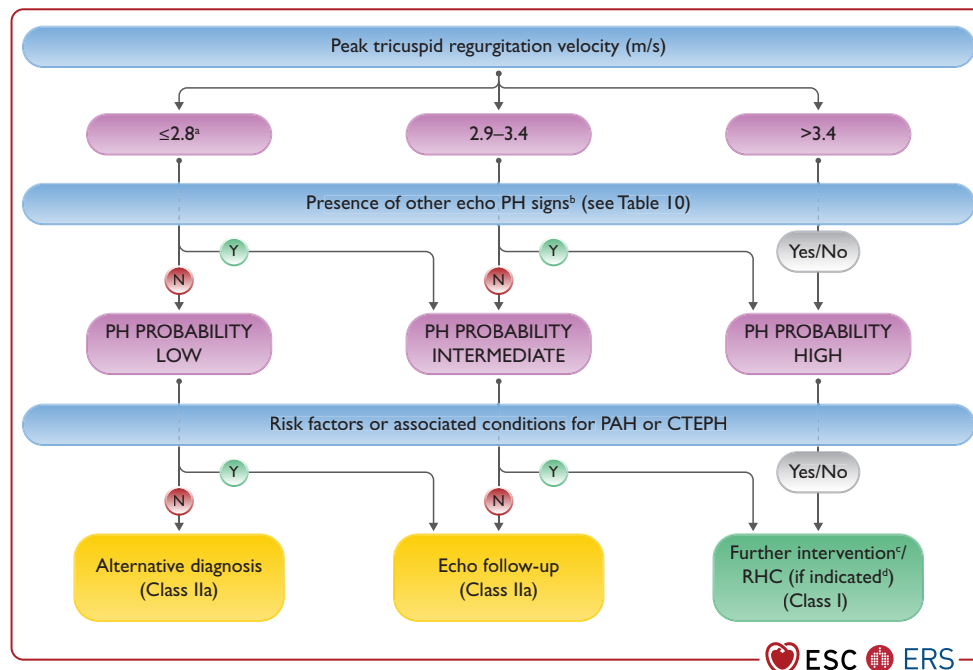 Peak tricuspid regurgitation velocity (m/s)
≤2.8ᵃ
2.9–3.4
>3.4
Presence of other echo PH signsᵇ (see Table 10)
Y
Y
Yes/No
N
N
PH PROBABILITY
LOW
PH PROBABILITY
INTERMEDIATE
PH PROBABILITY
HIGH
Risk factors or associated conditions for PAH or CTEPH
Y
Y
Yes/No
N
N
Alternative diagnosis
(Class IIa)
Echo follow-up
(Class IIa)
Further interventionᶜ/
RHC (if indicatedᵈ)
(Class I)
ESC ERS